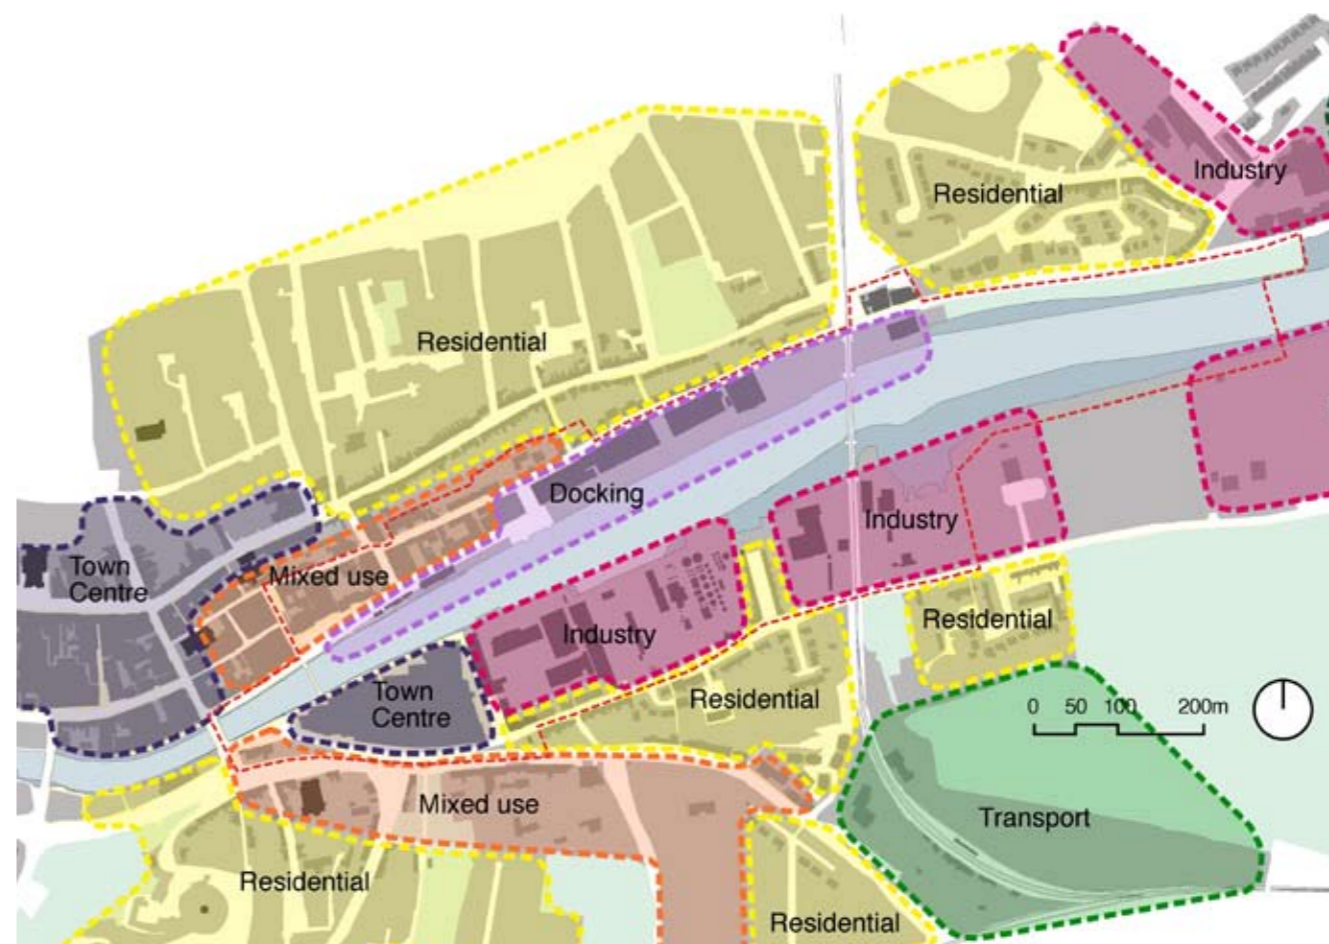 Industry
Residential
Residential
Docking
Industry
Town
Centre
Mixed use
Industry
Residential
Town
Centre
Residential
0 50 100 200m
Mixed use
Transport
Residential
Residential